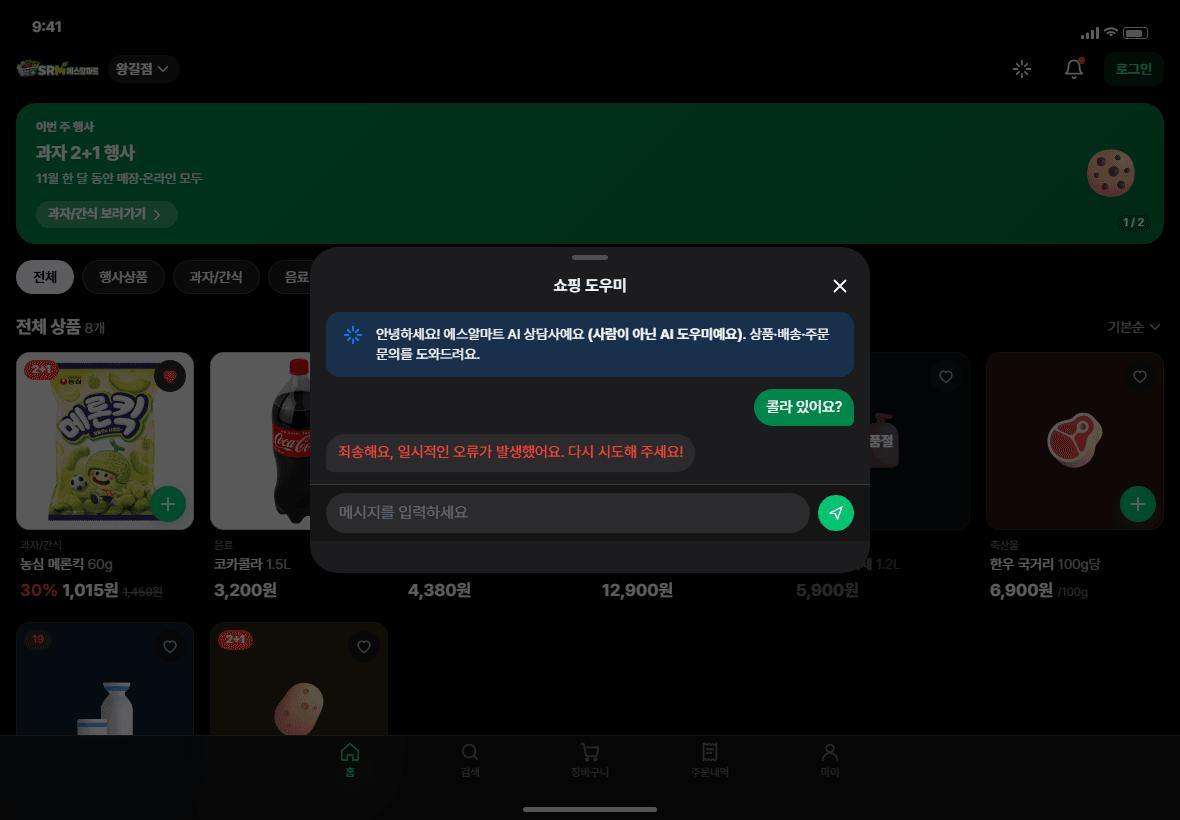 9:41
SRM 에스알마트
왕길점
로그인
이번 주 행사
과자 2+1 행사
11월 한 달 동안 매장·온라인 모두
과자/간식 보러가기
1 / 2
전체
행사상품
과자/간식
음료
쇼핑 도우미
안녕하세요! 에스알마트 AI 상담사예요 (사람이 아닌 AI 도우미예요). 상품·배송·주문
문의를 도와드려요.
콜라 있어요?
죄송해요, 일시적인 오류가 발생했어요. 다시 시도해 주세요!
메시지를 입력하세요
전체 상품 8개
기본순
2+1
농심
메론킥
Coca-Cola
품절
과자/간식
농심 메론킥 60g
30% 1,015원 1,450원
음료
코카콜라 1.5L
3,200원
4,380원
12,900원
제 1.2L
5,900원
축산물
한우 국거리 100g당
6,900원 /100g
19
2+1
홈
검색
장바구니
주문내역
마이